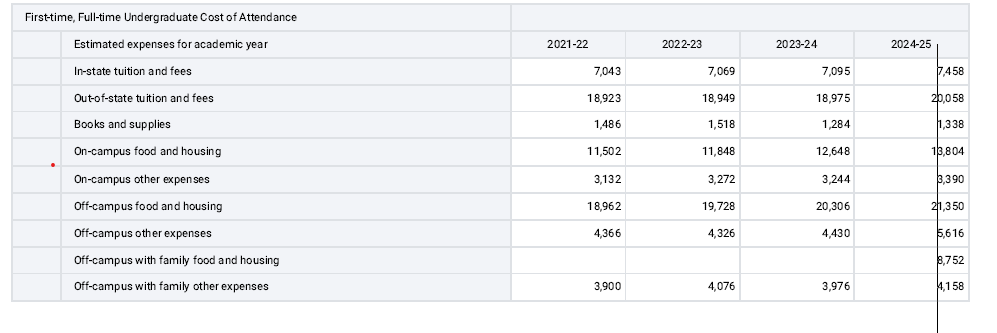 First-time, Full-time Undergraduate Cost of Attendance
Estimated expenses for academic year 2021-22 2022-23 2023-24 2024-25
In-state tuition and fees 7,043 7,069 7,095 7,458
Out-of-state tuition and fees 18,923 18,949 18,975 20,058
Books and supplies 1,486 1,518 1,284 1,338
On-campus food and housing 11,502 11,848 12,648 13,804
On-campus other expenses 3,132 3,272 3,244 3,390
Off-campus food and housing 18,962 19,728 20,306 21,350
Off-campus other expenses 4,366 4,326 4,430 5,616
Off-campus with family food and housing 8,752
Off-campus with family other expenses 3,900 4,076 3,976 4,158